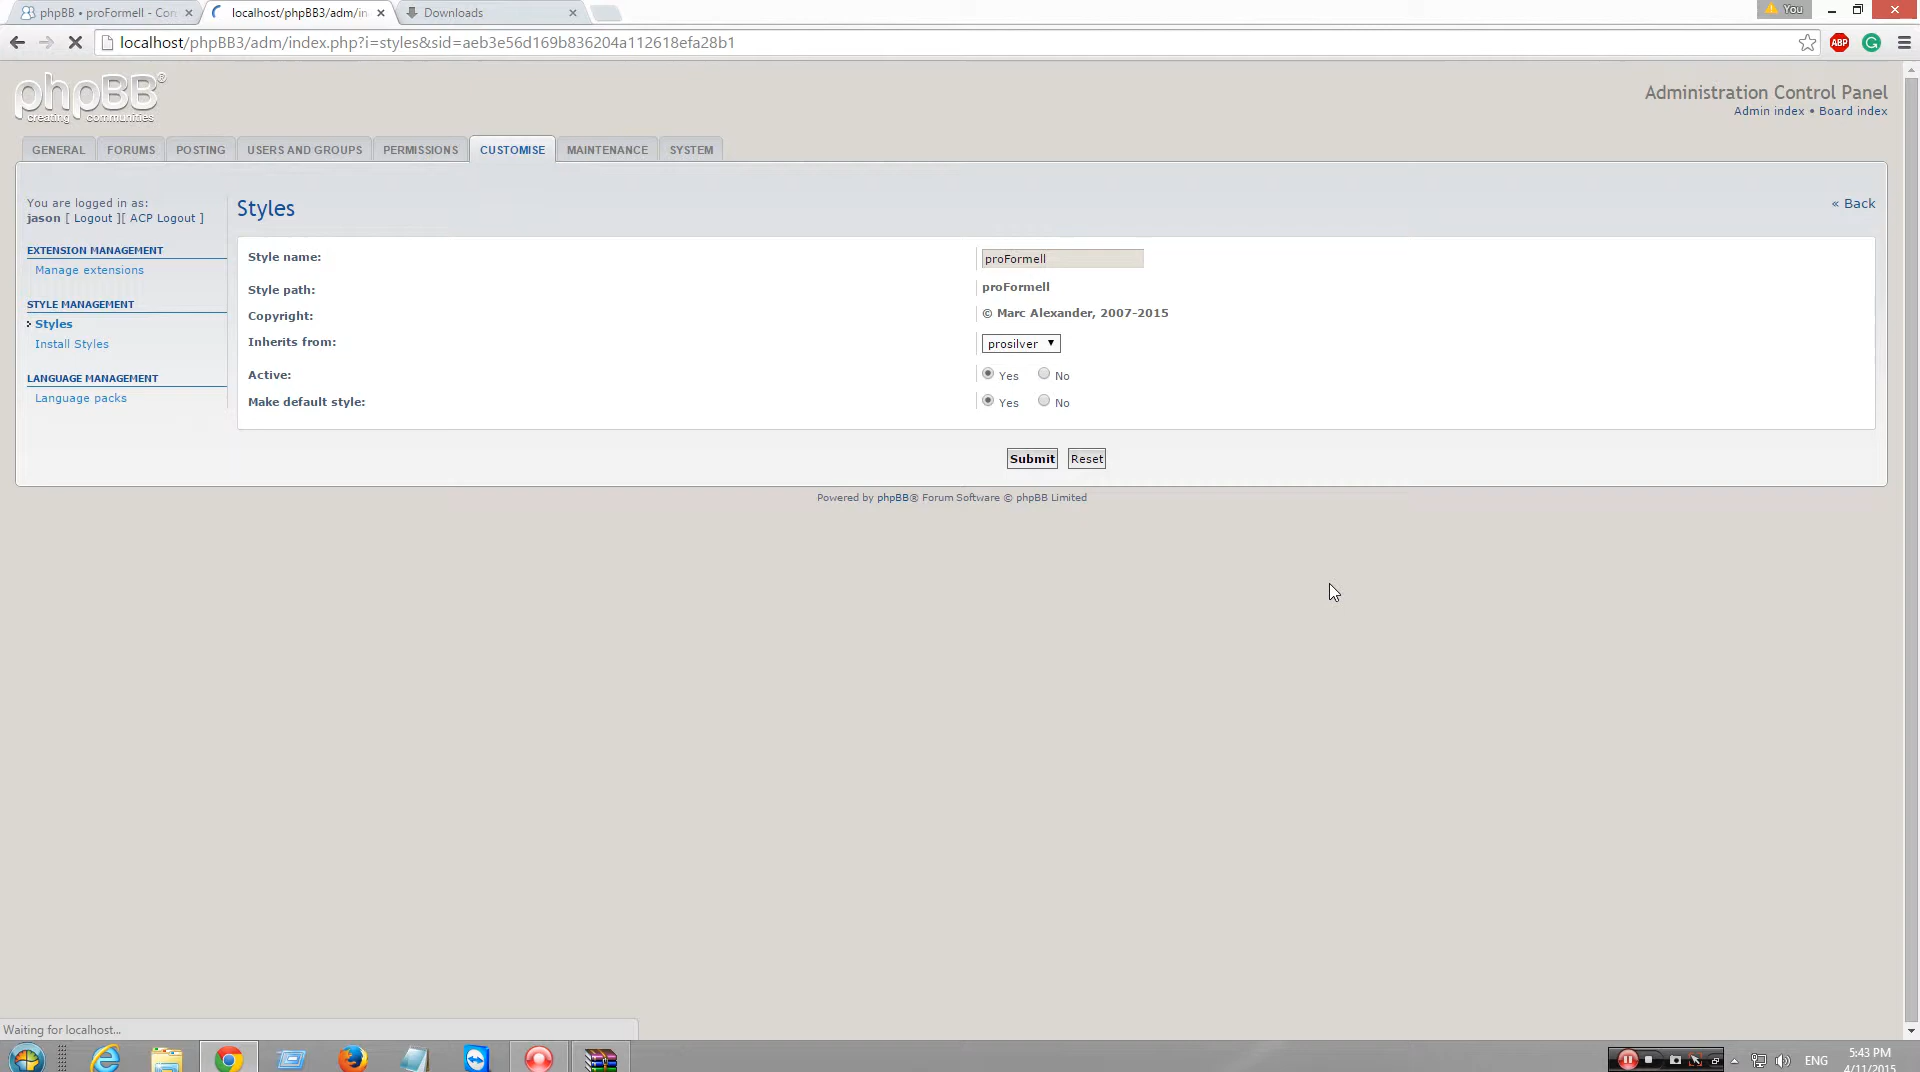 phpBB • proFormell - Con
localhost/phpBB3/adm/in
Downloads
You
localhost/phpBB3/adm/index.php?i=styles&sid=aeb3e56d169b836204a112618efa28b1
ABP
G
phpBB®
creating communities
Administration Control Panel
Admin index • Board index
GENERAL FORUMS POSTING USERS AND GROUPS PERMISSIONS CUSTOMISE MAINTENANCE SYSTEM
You are logged in as:
jason [ Logout ][ ACP Logout ]
EXTENSION MANAGEMENT
Manage extensions
STYLE MANAGEMENT
Styles
Install Styles
LANGUAGE MANAGEMENT
Language packs
Styles
« Back
Style name: proFormell
Style path: proFormell
Copyright: © Marc Alexander, 2007-2015
Inherits from: prosilver
Active: Yes No
Make default style: Yes No
Submit Reset
Powered by phpBB® Forum Software © phpBB Limited
Waiting for localhost...
ENG
5:43 PM
4/11/2015